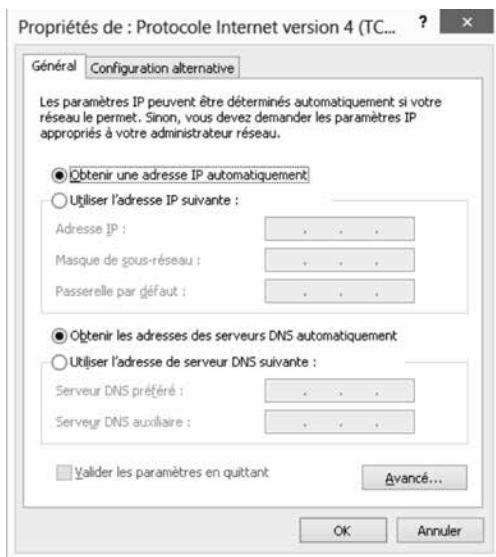 Propriétés de : Protocole Internet version 4 (TC... ? ×
Général Configuration alternative
Les paramètres IP peuvent être déterminés automatiquement si votre
réseau le permet. Sinon, vous devez demander les paramètres IP
appropriés à votre administrateur réseau.
Obtenir une adresse IP automatiquement
Utiliser l'adresse IP suivante :
Adresse IP : . . .
Masque de sous-réseau : . . .
Passerelle par défaut : . . .
Obtenir les adresses des serveurs DNS automatiquement
Utiliser l'adresse de serveur DNS suivante :
Serveur DNS préféré : . . .
Serveur DNS auxiliaire : . . .
Valider les paramètres en quittant
Avancé...
OK Annuler